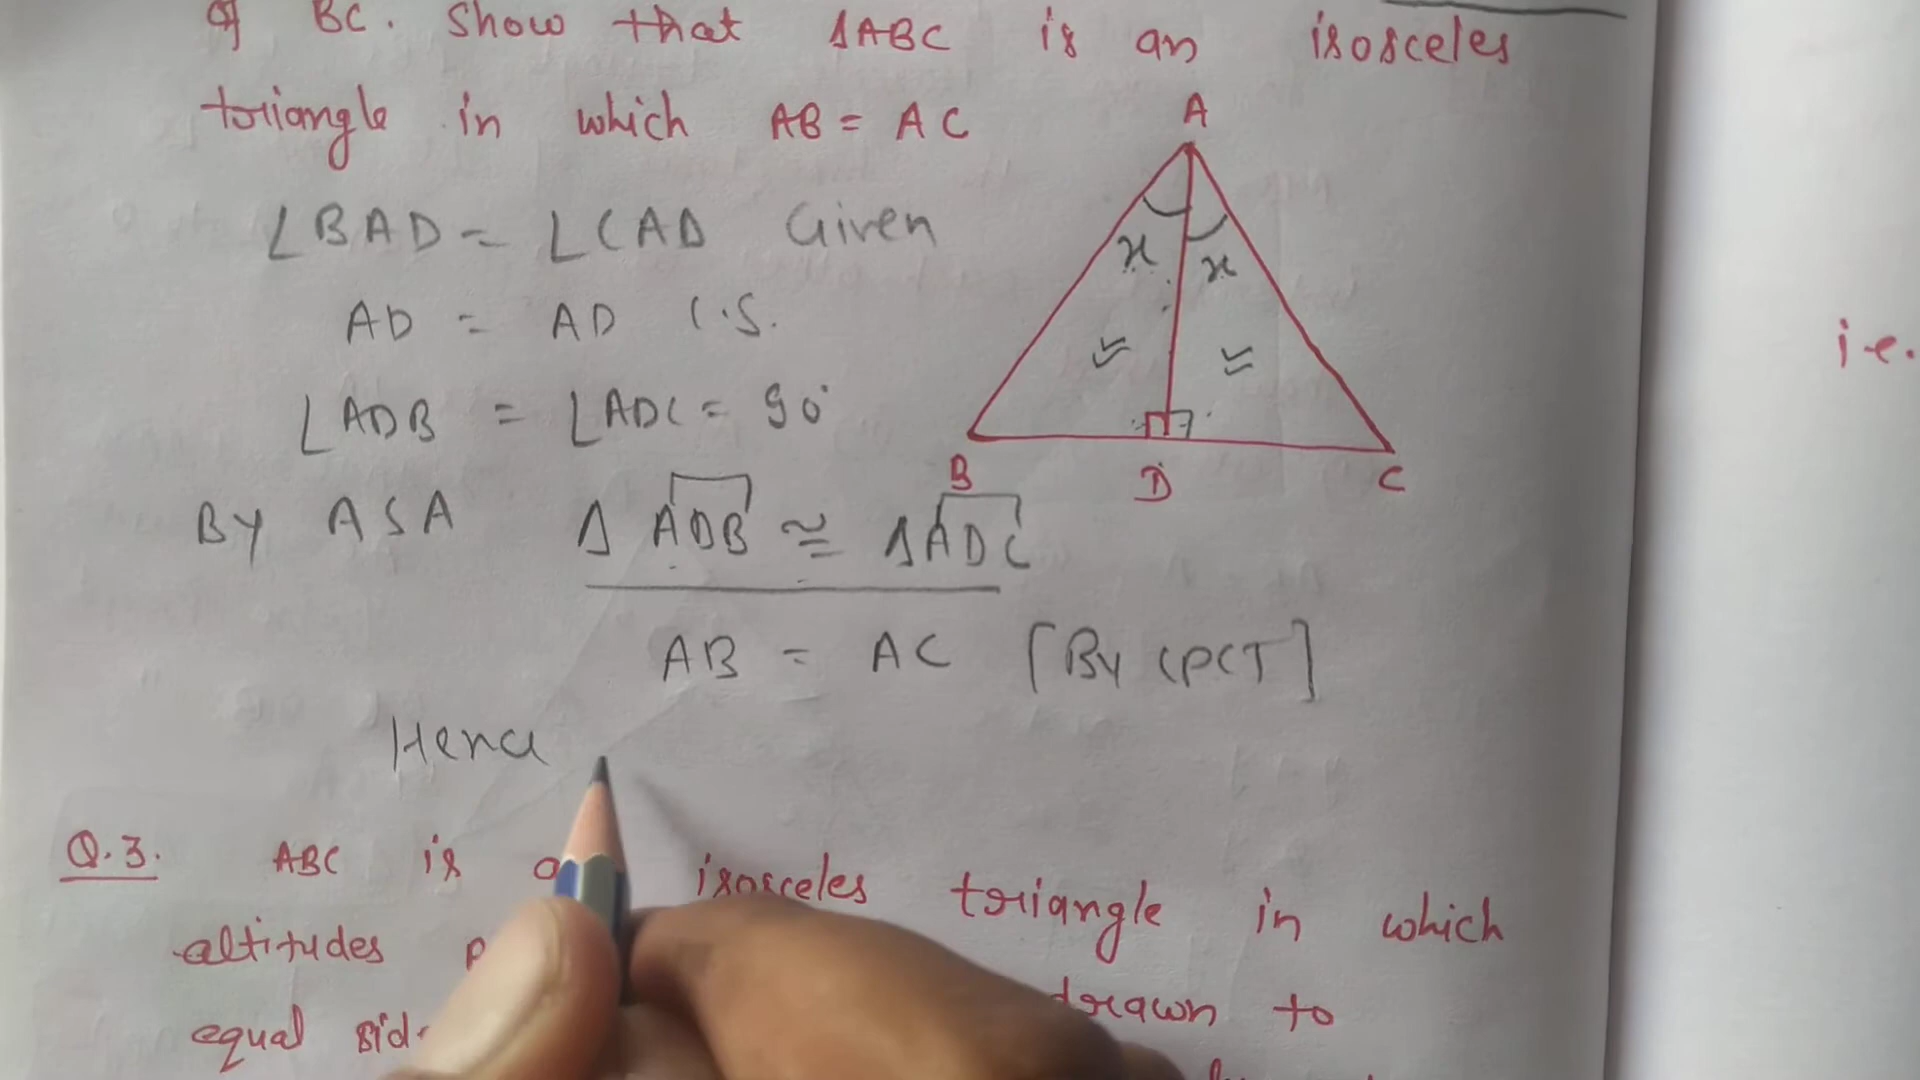 of BC. Show that ΔABC is an isosceles
triangle in which AB = AC
A
∠BAD = ∠CAD Given
x x
AD = AD C.S.
∠ADB = ∠ADC = 90°
B D C
By ASA Δ ADB ≅ ΔADC
AB = AC [By CPCT]
Hence
Q.3. ABC is isosceles triangle in which
altitudes
equal drawn to
i.e.